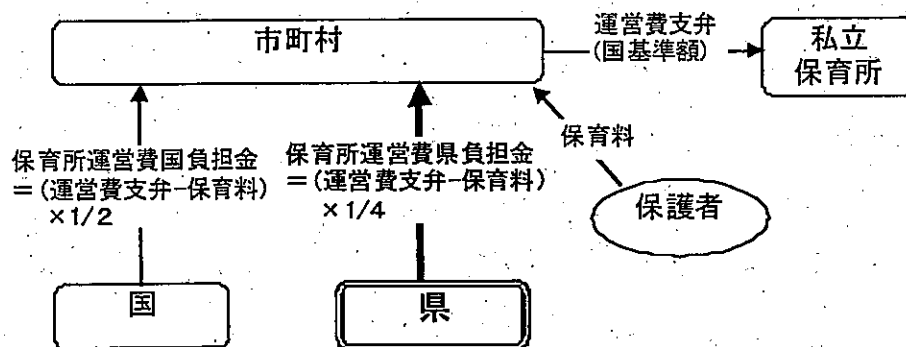 市町村
運営費支弁
(国基準額)
私立
保育所
保育所運営費国負担金
＝(運営費支弁-保育料)
×1/2
保育所運営費県負担金
＝(運営費支弁-保育料)
×1/4
保育料
保護者
国
県